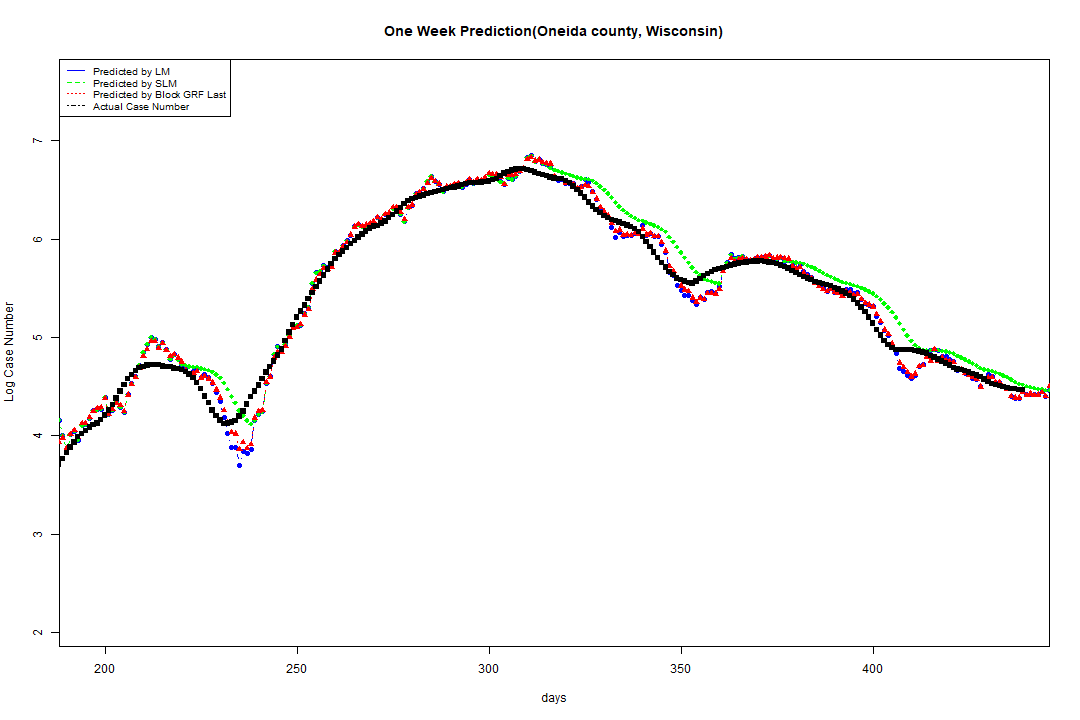 One Week Prediction(Oneida county, Wisconsin)
Predicted by LM
Predicted by SLM
Predicted by Block GRF Last
Actual Case Number
7
6
5
4
3
2
Log Case Number
200 250 300 350 400
days